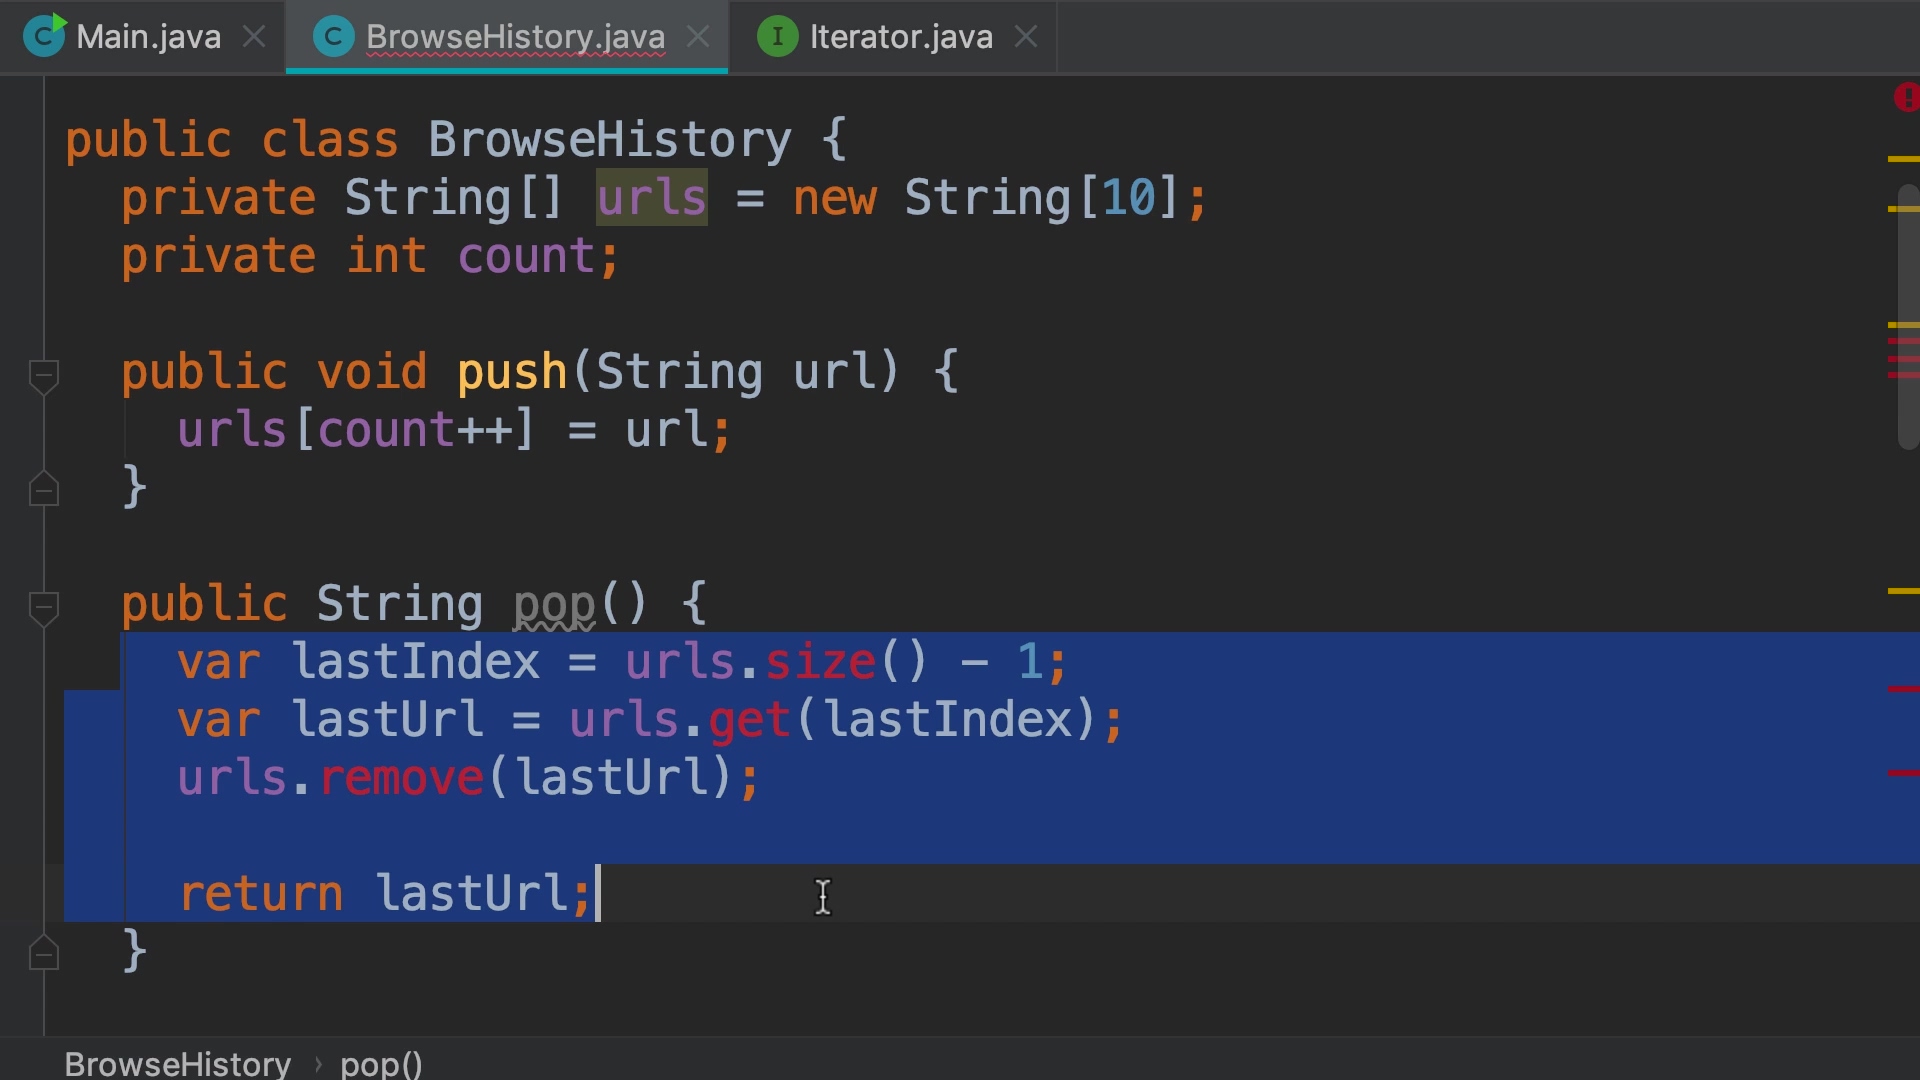 Main.java BrowseHistory.java Iterator.java
public class BrowseHistory {
private String[] urls = new String[10];
private int count;
public void push(String url) {
urls[count++] = url;
}
public String pop() {
var lastIndex = urls.size() - 1;
var lastUrl = urls.get(lastIndex);
urls.remove(lastUrl);
return lastUrl;
}
BrowseHistory › pop()